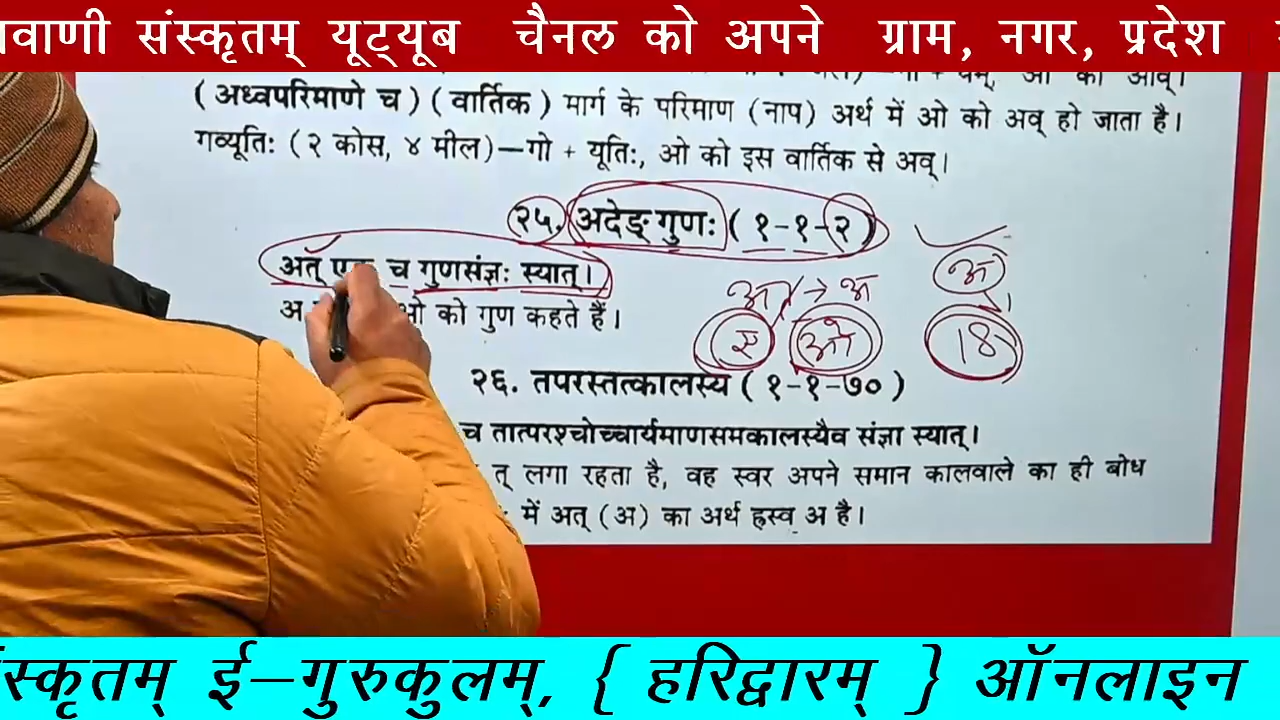 संस्कृतम् यूट्यूब चैनल को अपने ग्राम, नगर, प्रदेश
( अध्वपरिमाणे च ) ( वार्तिक ) मार्ग के परिमाण (नाप) अर्थ में ओ को अव् हो जाता है।
गव्यूतिः (२ कोस, ४ मील)—गो + यूतिः, ओ को इस वार्तिक से अव्।
२५. अदेङ् गुणः ( १-१-२ )
अत् च गुणसंज्ञः स्यात्।
अ ओ को गुण कहते हैं।
अत् → अ
ए ओ
अ
18
२६. तपरस्तत्कालस्य ( १-१-७० )
च तात्परश्चोच्चार्यमाणसमकालस्यैव संज्ञा स्यात्।
त् लगा रहता है, वह स्वर अपने समान कालवाले का ही बोध
में अत् (अ) का अर्थ ह्रस्व अ है।
ई–गुरुकुलम्, { हरिद्वारम् } ऑनलाइन